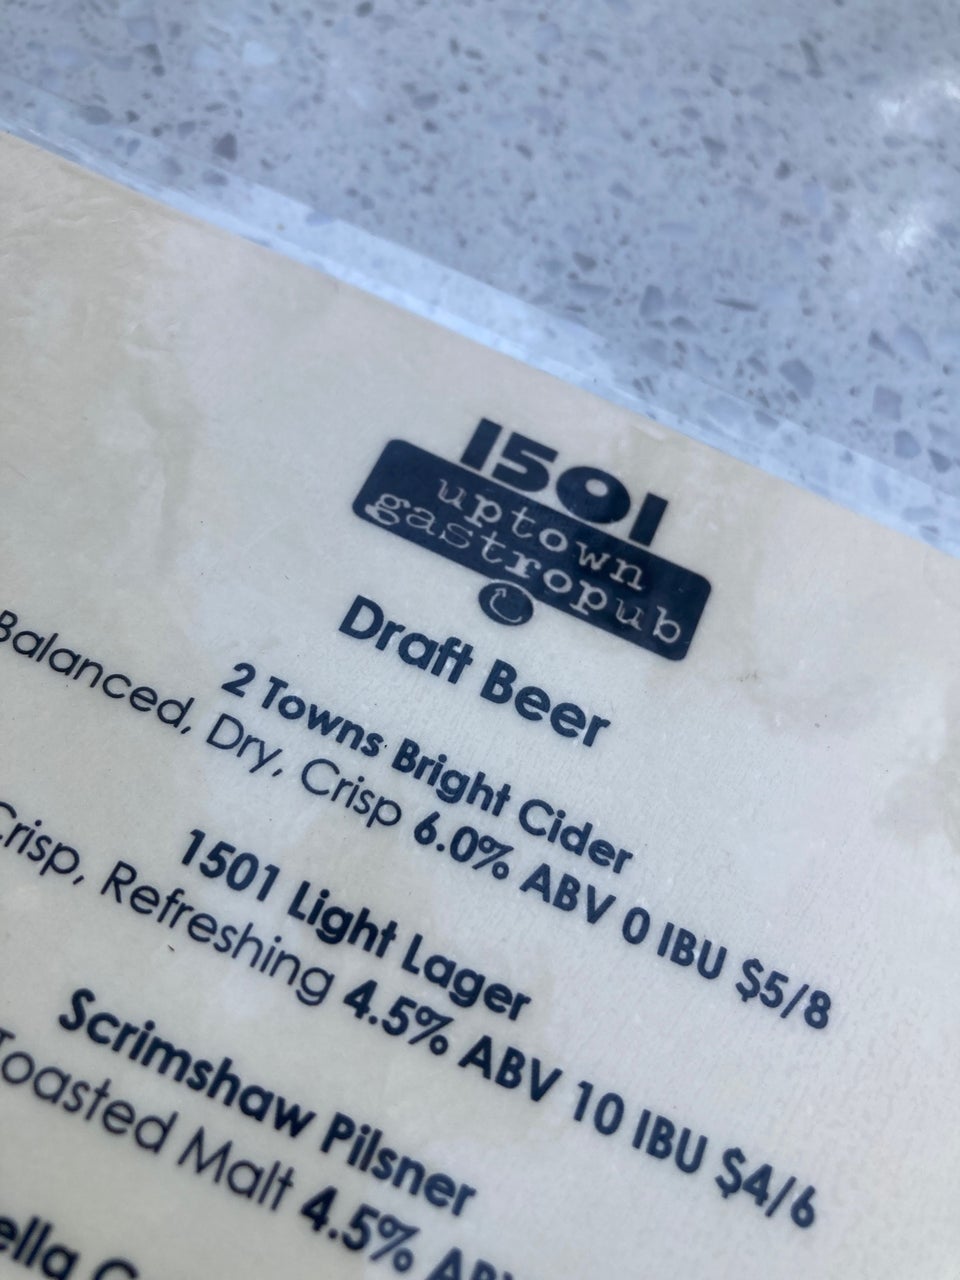 1501
uptown
gastropub
Draft Beer
2 Towns Bright Cider
Balanced, Dry, Crisp 6.0% ABV 0 IBU $5/8
1501 Light Lager
Crisp, Refreshing 4.5% ABV 10 IBU $4/6
Scrimshaw Pilsner
Toasted Malt 4.5% ABV